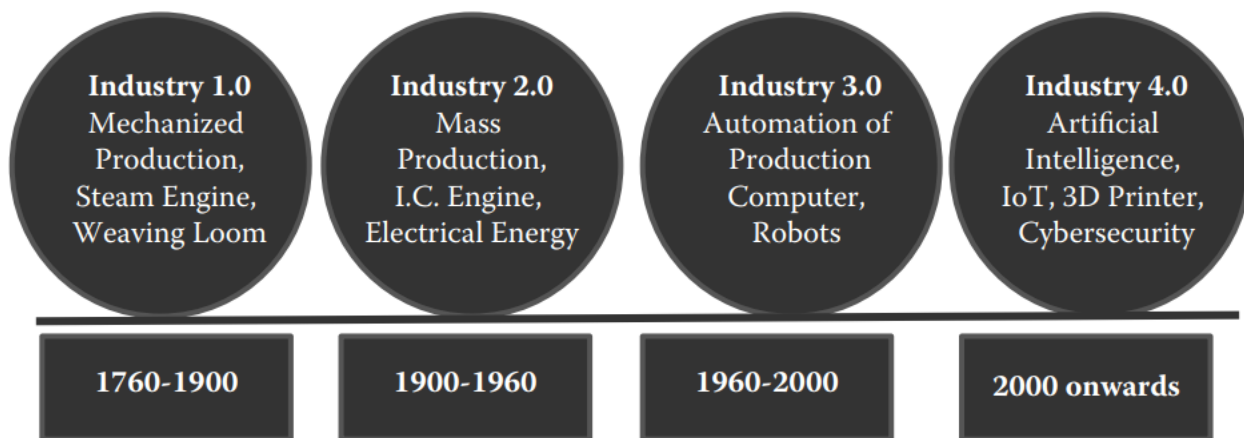 Industry 1.0
Mechanized
Production,
Steam Engine,
Weaving Loom
Industry 2.0
Mass
Production,
I.C. Engine,
Electrical Energy
Industry 3.0
Automation of
Production
Computer,
Robots
Industry 4.0
Artificial
Intelligence,
IoT, 3D Printer,
Cybersecurity
1760-1900
1900-1960
1960-2000
2000 onwards